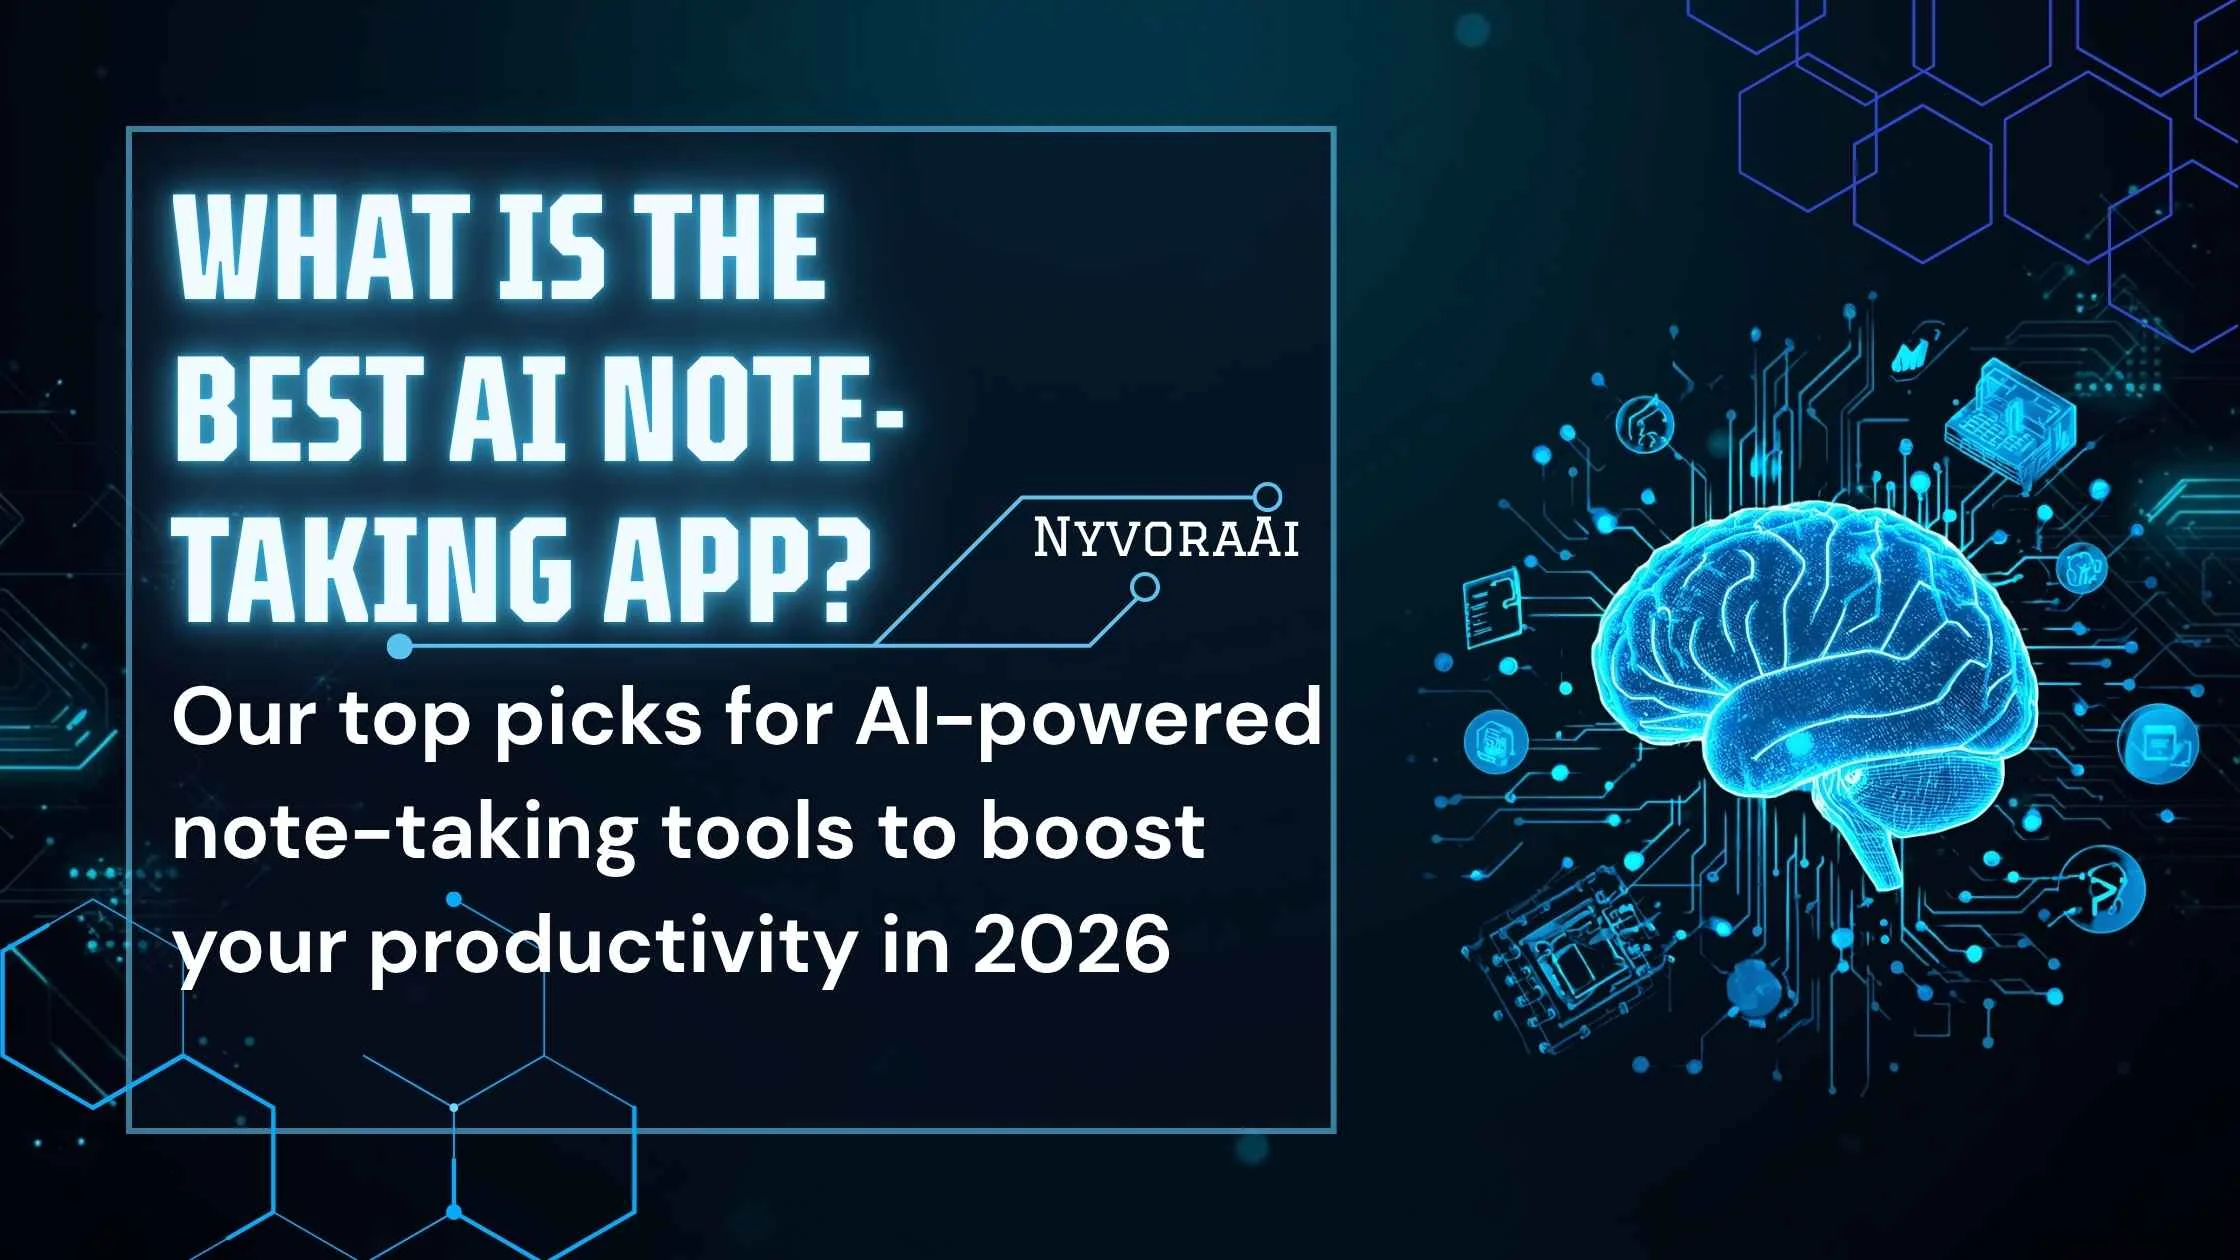 WHAT IS THE
BEST AI NOTE-
TAKING APP?
NyvoraAi
Our top picks for AI-powered
note-taking tools to boost
your productivity in 2026